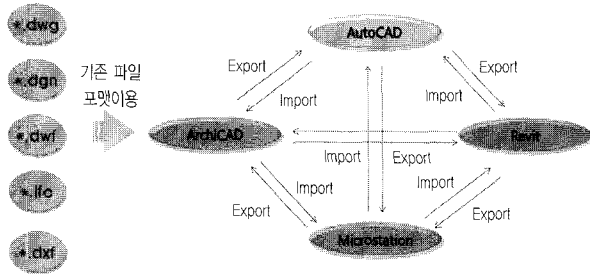 *.dwg
*.dgn
*.dwf
*.ifc
*.dxf
기존 파일
포맷이용
AutoCAD
Export
Import
Export
Import
ArchiCAD
Revit
Import
Export
Import
Export
Import
Export
Microstation